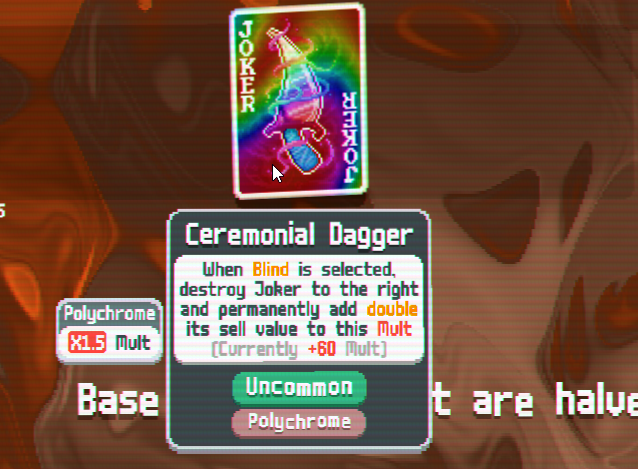 JOKER
JOKER
Ceremonial Dagger
When Blind is selected,
destroy Joker to the right
and permanently add double
its sell value to this Mult
(Currently +60 Mult)
Polychrome
X1.5 Mult
Uncommon
Polychrome
Base t are halve